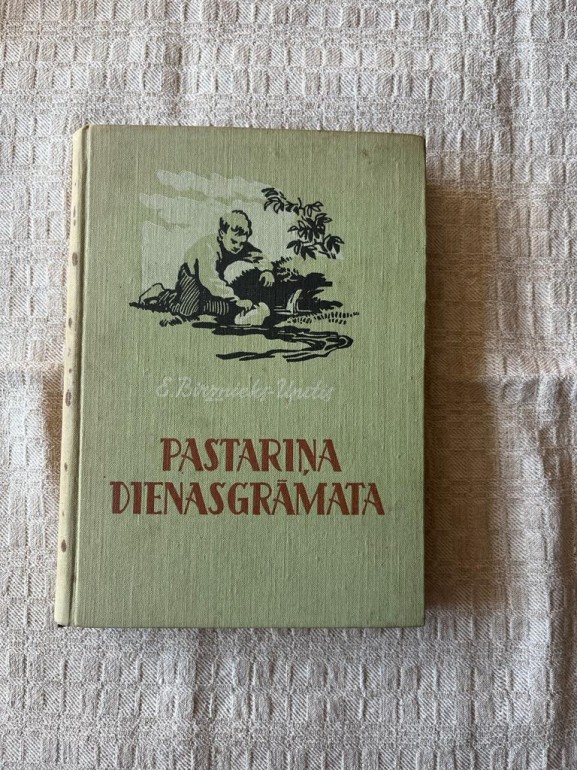 E. Birznieks-Upītis
PASTARIŅA
DIENASGRĀMATA